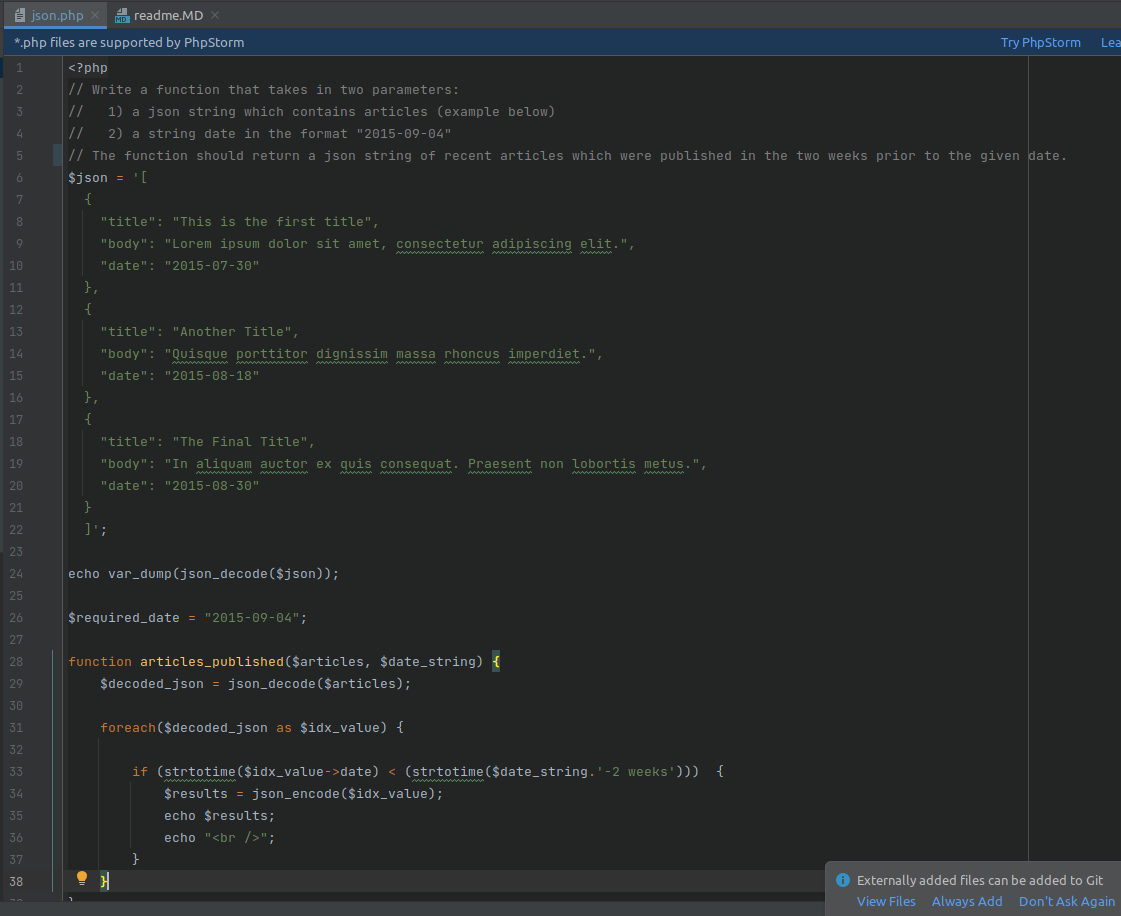 json.php
readme.MD
*.php files are supported by PhpStorm
Try PhpStorm
1 <?php
2 // Write a function that takes in two parameters:
3 //   1) a json string which contains articles (example below)
4 //   2) a string date in the format "2015-09-04"
5 // The function should return a json string of recent articles which were published in the two weeks prior to the given date.
6 $json = '[
7   {
8     "title": "This is the first title",
9     "body": "Lorem ipsum dolor sit amet, consectetur adipiscing elit.",
10     "date": "2015-07-30"
11   },
12   {
13     "title": "Another Title",
14     "body": "Quisque porttitor dignissim massa rhoncus imperdiet.",
15     "date": "2015-08-18"
16   },
17   {
18     "title": "The Final Title",
19     "body": "In aliquam auctor ex quis consequat. Praesent non lobortis metus.",
20     "date": "2015-08-30"
21   }
22   ]';
23
24 echo var_dump(json_decode($json));
25
26 $required_date = "2015-09-04";
27
28 function articles_published($articles, $date_string) {
29     $decoded_json = json_decode($articles);
30
31     foreach($decoded_json as $idx_value) {
32
33         if (strtotime($idx_value->date) < (strtotime($date_string.'-2 weeks')))  {
34             $results = json_encode($idx_value);
35             echo $results;
36             echo "<br />";
37         }
38     }
Externally added files can be added to Git
View Files Always Add Don't Ask Again